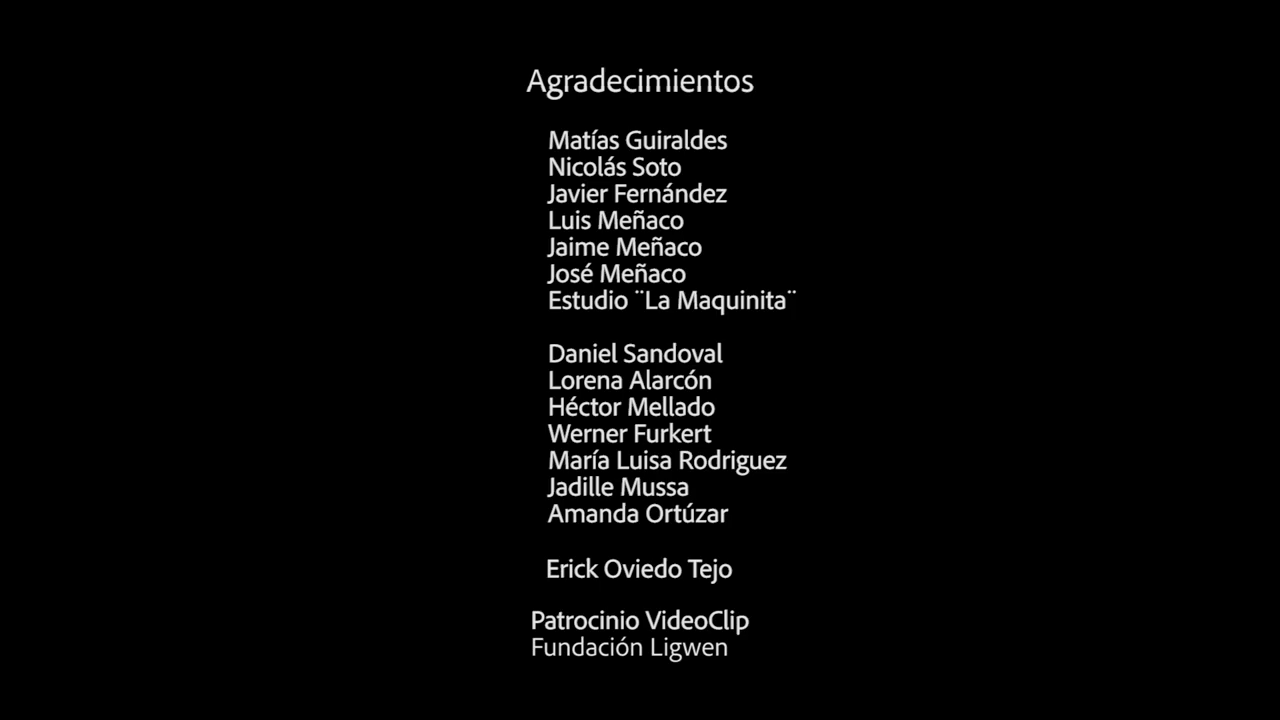 Agradecimientos
Matías Guiraldes
Nicolás Soto
Javier Fernández
Luis Meñaco
Jaime Meñaco
José Meñaco
Estudio ¨La Maquinita¨
Daniel Sandoval
Lorena Alarcón
Héctor Mellado
Werner Furkert
María Luisa Rodriguez
Jadille Mussa
Amanda Ortúzar
Erick Oviedo Tejo
Patrocinio VideoClip
Fundación Ligwen